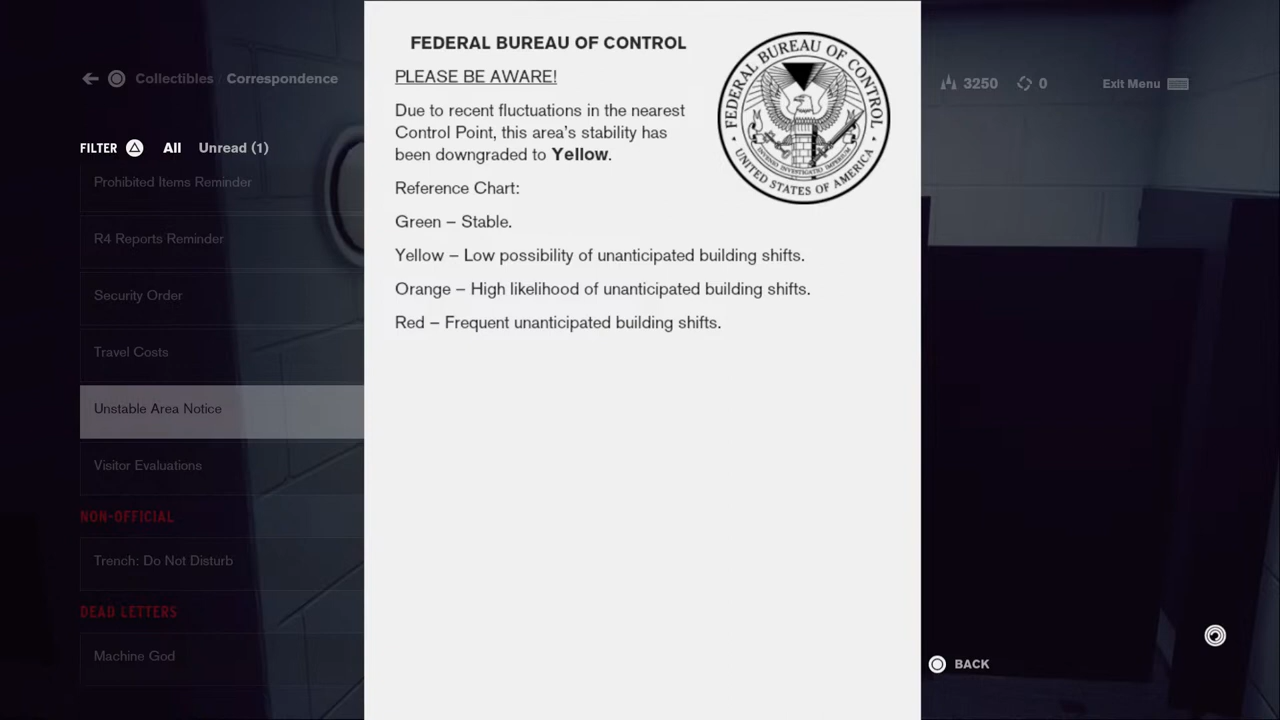 Collectibles / Correspondence
3250
0
Exit Menu
FILTER
All
Unread (1)
Prohibited Items Reminder
R4 Reports Reminder
Security Order
Travel Costs
Unstable Area Notice
Visitor Evaluations
NON-OFFICIAL
Trench: Do Not Disturb
DEAD LETTERS
Machine God
FEDERAL BUREAU OF CONTROL
PLEASE BE AWARE!
Due to recent fluctuations in the nearest
Control Point, this area's stability has
been downgraded to Yellow.
Reference Chart:
Green – Stable.
Yellow – Low possibility of unanticipated building shifts.
Orange – High likelihood of unanticipated building shifts.
Red – Frequent unanticipated building shifts.
FEDERAL BUREAU OF CONTROL
UNITED STATES OF AMERICA
BACK